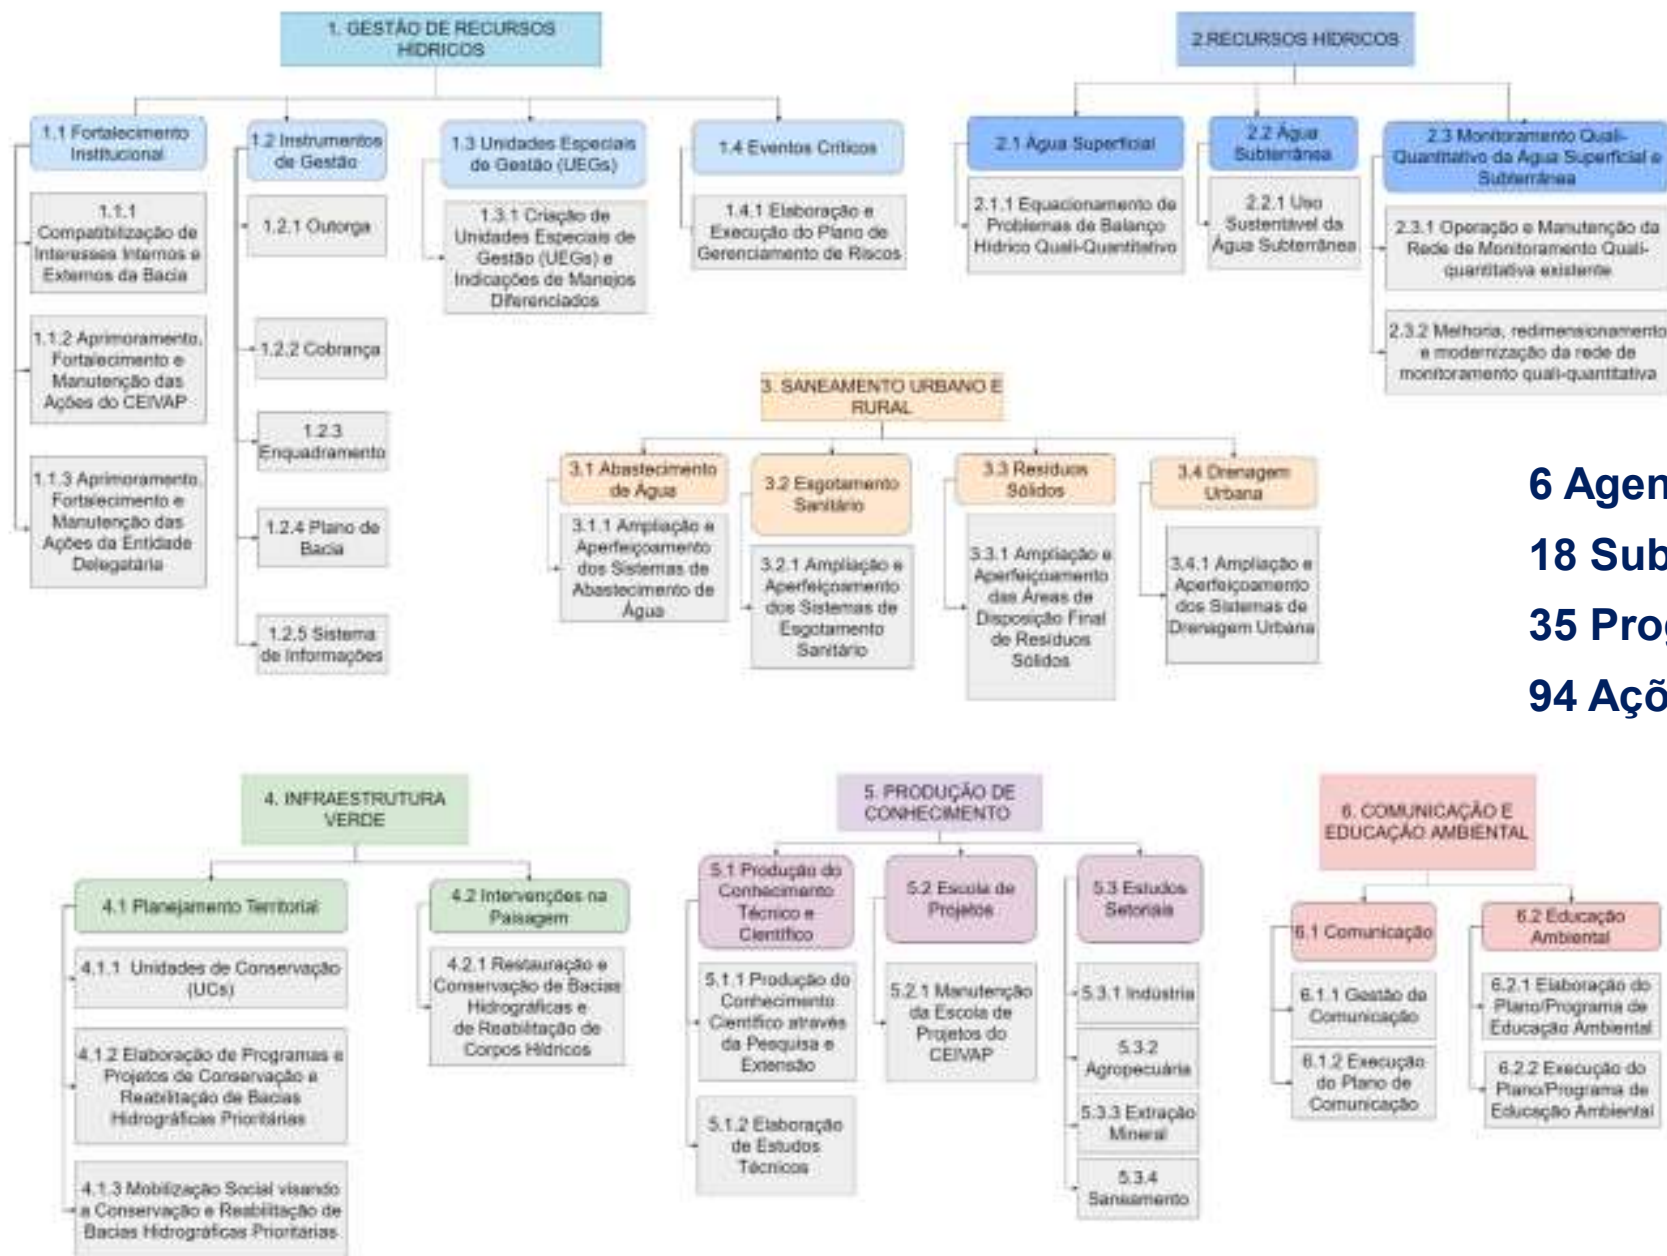 1. GESTÃO DE RECURSOS
HÍDRICOS
1.1 Fortalecimento
Institucional
1.1.1
Compatibilização de
Interesses Internos e
Externos da Bacia
1.1.2 Aprimoramento,
Fortalecimento e
Manutenção das
Ações do CEIVAP
1.1.3 Aprimoramento,
Fortalecimento e
Manutenção das
Ações da Entidade
Delegatária
1.2 Instrumentos
de Gestão
1.2.1 Outorga
1.2.2 Cobrança
1.2.3
Enquadramento
1.2.4 Plano de
Bacia
1.2.5 Sistema
de Informações
1.3 Unidades Especiais
de Gestão (UEGs)
1.3.1 Criação de
Unidades Especiais de
Gestão (UEGs) e
Indicações de Manejos
Diferenciados
1.4 Eventos Críticos
1.4.1 Elaboração e
Execução do Plano de
Gerenciamento de Riscos
2.RECURSOS HÍDRICOS
2.1 Água Superficial
2.1.1 Equacionamento de
Problemas de Balanço
Hídrico Quali-Quantitativo
2.2 Água
Subterrânea
2.2.1 Uso
Sustentável da
Água Subterrânea
2.3 Monitoramento Quali-
Quantitativo da Água Superficial e
Subterrânea
2.3.1 Operação e Manutenção da
Rede de Monitoramento Quali-
quantitativa existente
2.3.2 Melhoria, redimensionamento
e modernização da rede de
monitoramento quali-quantitativa
3. SANEAMENTO URBANO E
RURAL
3.1 Abastecimento
de Água
3.1.1 Ampliação e
Aperfeiçoamento
dos Sistemas de
Abastecimento de
Água
3.2 Esgotamento
Sanitário
3.2.1 Ampliação e
Aperfeiçoamento
dos Sistemas de
Esgotamento
Sanitário
3.3 Resíduos
Sólidos
3.3.1 Ampliação e
Aperfeiçoamento
das Áreas de
Disposição Final
de Resíduos
Sólidos
3.4 Drenagem
Urbana
3.4.1 Ampliação e
Aperfeiçoamento
dos Sistemas de
Drenagem Urbana
6 Agen
18 Sub
35 Prog
94 Açõ
4. INFRAESTRUTURA
VERDE
4.1 Planejamento Territorial
4.1.1 Unidades de Conservação
(UCs)
4.1.2 Elaboração de Programas e
Projetos de Conservação e
Reabilitação de Bacias
Hidrográficas Prioritárias
4.1.3 Mobilização Social visando
a Conservação e Reabilitação de
Bacias Hidrográficas Prioritárias
4.2 Intervenções na
Paisagem
4.2.1 Restauração e
Conservação de Bacias
Hidrográficas e
de Reabilitação de
Corpos Hídricos
5. PRODUÇÃO DE
CONHECIMENTO
5.1 Produção do
Conhecimento
Técnico e
Científico
5.1.1 Produção do
Conhecimento
Científico através
da Pesquisa e
Extensão
5.1.2 Elaboração
de Estudos
Técnicos
5.2 Escola de
Projetos
5.2.1 Manutenção
da Escola de
Projetos do
CEIVAP
5.3 Estudos
Setoriais
5.3.1 Indústria
5.3.2
Agropecuária
5.3.3 Extração
Mineral
5.3.4
Saneamento
6. COMUNICAÇÃO E
EDUCAÇÃO AMBIENTAL
6.1 Comunicação
6.1.1 Gestão da
Comunicação
6.1.2 Execução
do Plano de
Comunicação
6.2 Educação
Ambiental
6.2.1 Elaboração do
Plano/Programa de
Educação Ambiental
6.2.2 Execução do
Plano/Programa de
Educação Ambiental